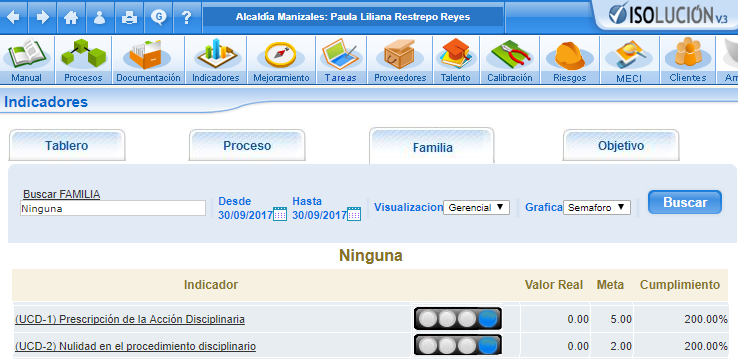 Alcaldía Manizales: Paula Liliana Restrepo Reyes
ISOLUCIÓN V.3
G ?
Manual Procesos Documentación Indicadores Mejoramiento Tareas Proveedores Talento Calibración Riesgos MECI Clientes
Indicadores
Tablero Proceso Familia Objetivo
Buscar FAMILIA
Ninguna
Desde
30/09/2017
Hasta
30/09/2017
Visualizacion Gerencial Grafica Semaforo Buscar
Ninguna
Indicador Valor Real Meta Cumplimiento
(UCD-1) Prescripción de la Acción Disciplinaria 0.00 5.00 200.00%
(UCD-2) Nulidad en el procedimiento disciplinario 0.00 2.00 200.00%